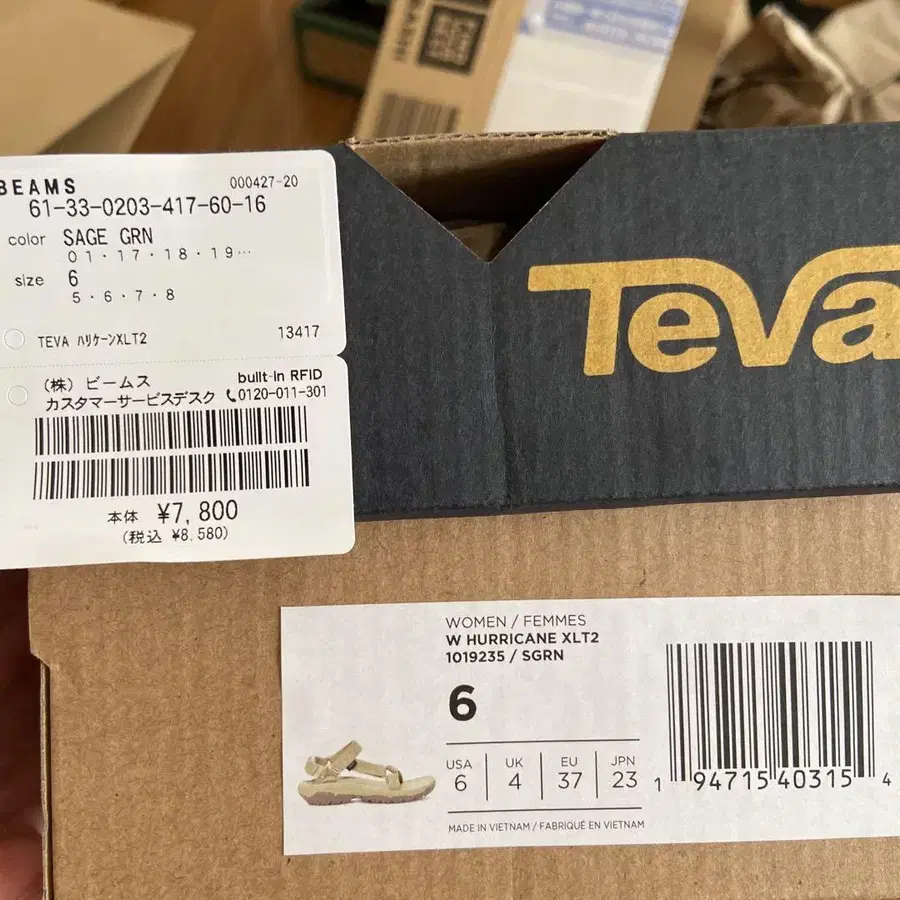 BEAMS
000427-20
61-33-0203-417-60-16
color SAGE GRN
01・17・18・19…
size 6
5・6・7・8
TEVA ハリケーンXLT2 13417
(株) ビームス built-in RFID
カスタマーサービスデスク 0120-011-301
本体 ¥7,800
(税込 ¥8,580)
Teva
WOMEN / FEMMES
W HURRICANE XLT2
1019235 / SGRN
6
USA UK EU JPN
6 4 37 23
MADE IN VIETNAM / FABRIQUÉ EN VIETNAM
1 94715 40315 4